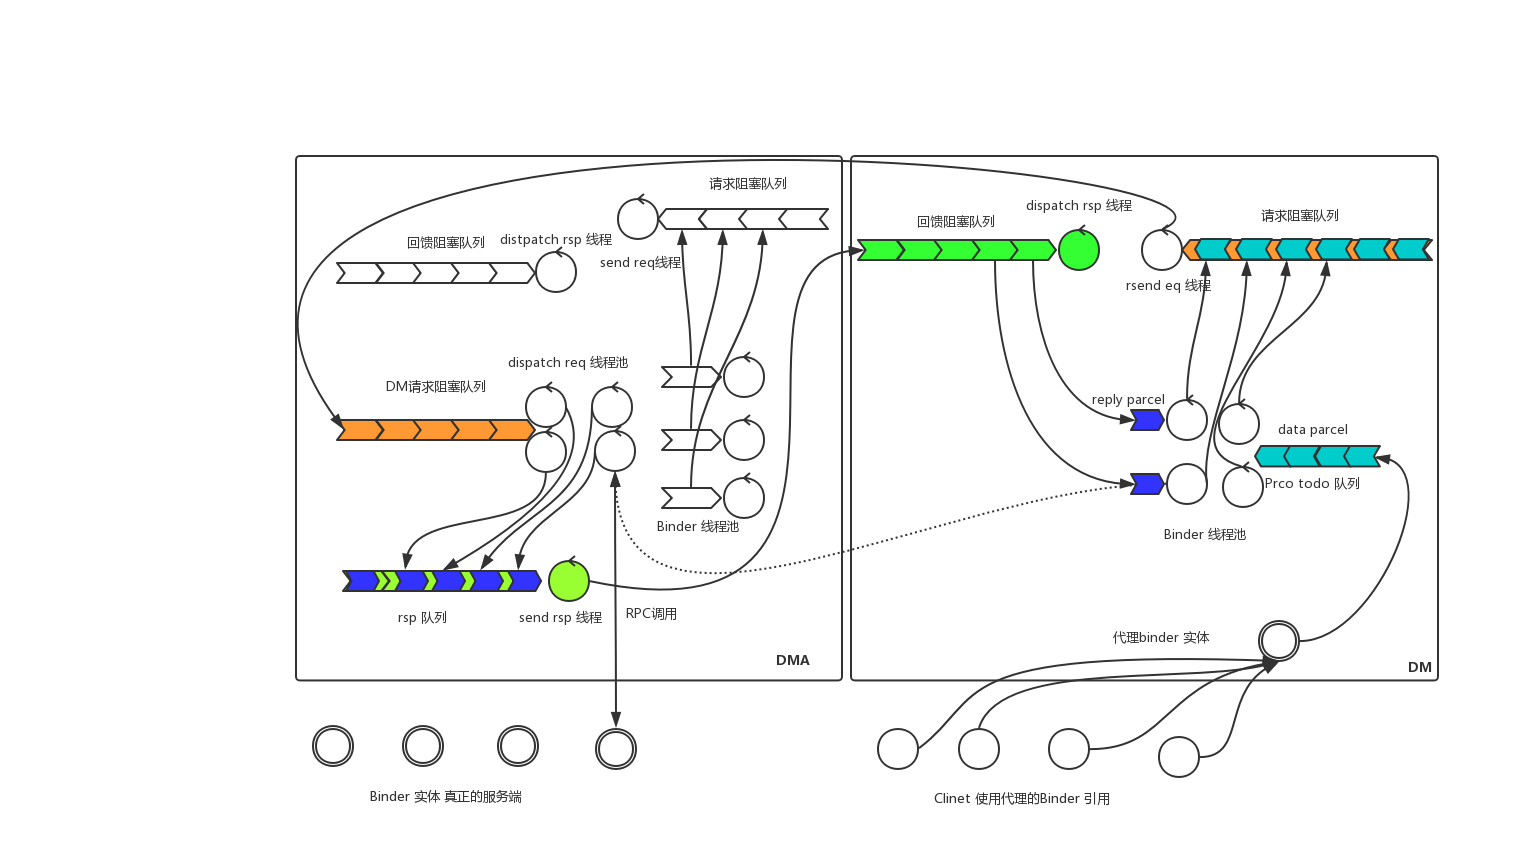 请求阻塞队列
distpatch rsp 线程
回馈阻塞队列
send req线程
dispatch req 线程池
DM请求阻塞队列
Binder 线程池
rsp 队列
send rsp 线程
RPC调用
DMA
Binder 实体 真正的服务端
dispatch rsp 线程
回馈阻塞队列
请求阻塞队列
rsend eq 线程
reply parcel
data parcel
Prco todo 队列
Binder 线程池
代理binder 实体
DM
Clinet 使用代理的Binder 引用